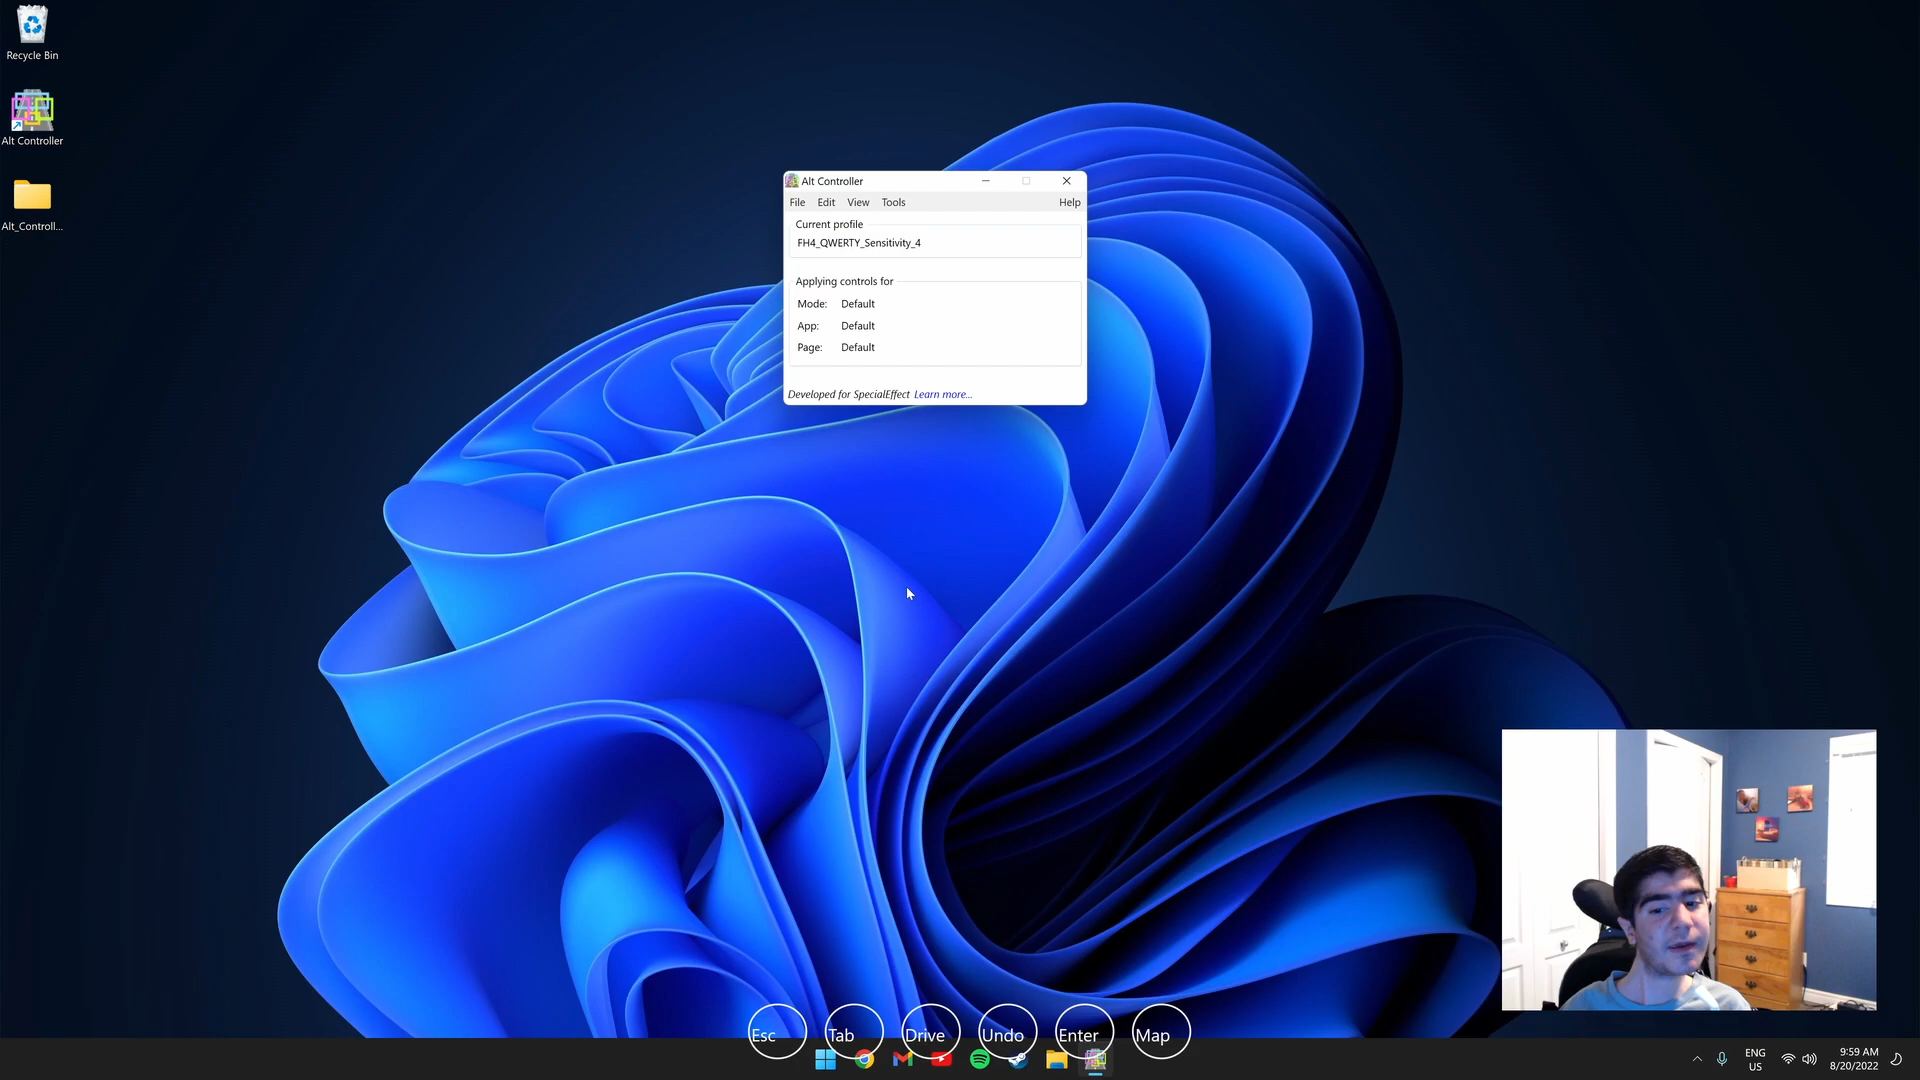 Recycle Bin
Alt Controller
Alt_Controll...
Alt Controller
File Edit View Tools Help
Current profile
FH4_QWERTY_Sensitivity_4
Applying controls for
Mode: Default
App: Default
Page: Default
Developed for SpecialEffect Learn more...
Esc Tab Drive Undo Enter Map
ENG
US
9:59 AM
8/20/2022